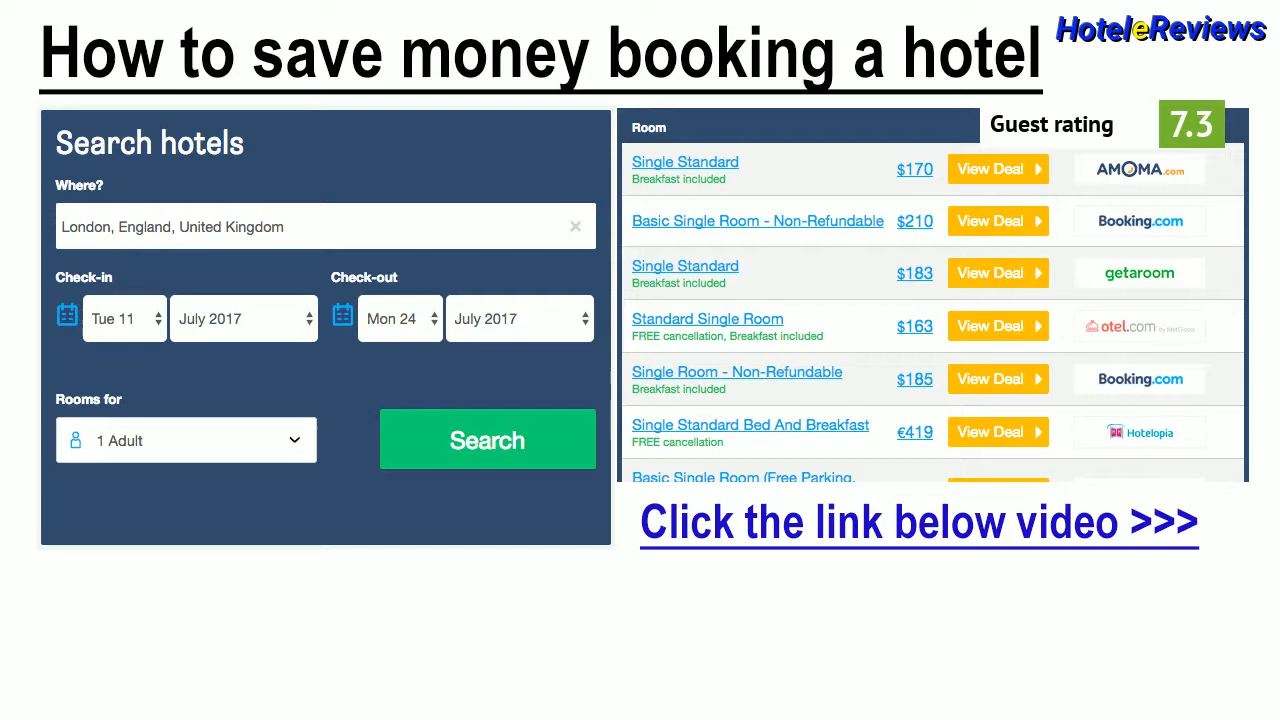 How to save money booking a hotel
HoteleReviews
Search hotels
Where?
London, England, United Kingdom
Check-in
Check-out
Tue 11
July 2017
Mon 24
July 2017
Rooms for
1 Adult
Search
Room
Guest rating
7.3
Single Standard
Breakfast included
$170
View Deal
AMOMA.com
Basic Single Room - Non-Refundable
$210
View Deal
Booking.com
Single Standard
Breakfast included
$183
View Deal
getaroom
Standard Single Room
FREE cancellation, Breakfast included
$163
View Deal
otel.com
Single Room - Non-Refundable
Breakfast included
$185
View Deal
Booking.com
Single Standard Bed And Breakfast
FREE cancellation
€419
View Deal
Hotelopia
Basic Single Room (Free Parking,
Click the link below video >>>